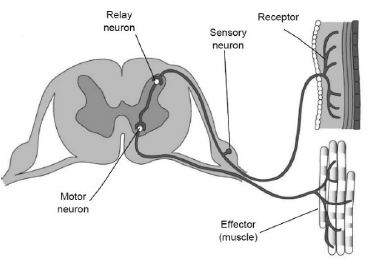 Relay
neuron
Sensory
neuron
Receptor
Motor
neuron
Effector
(muscle)